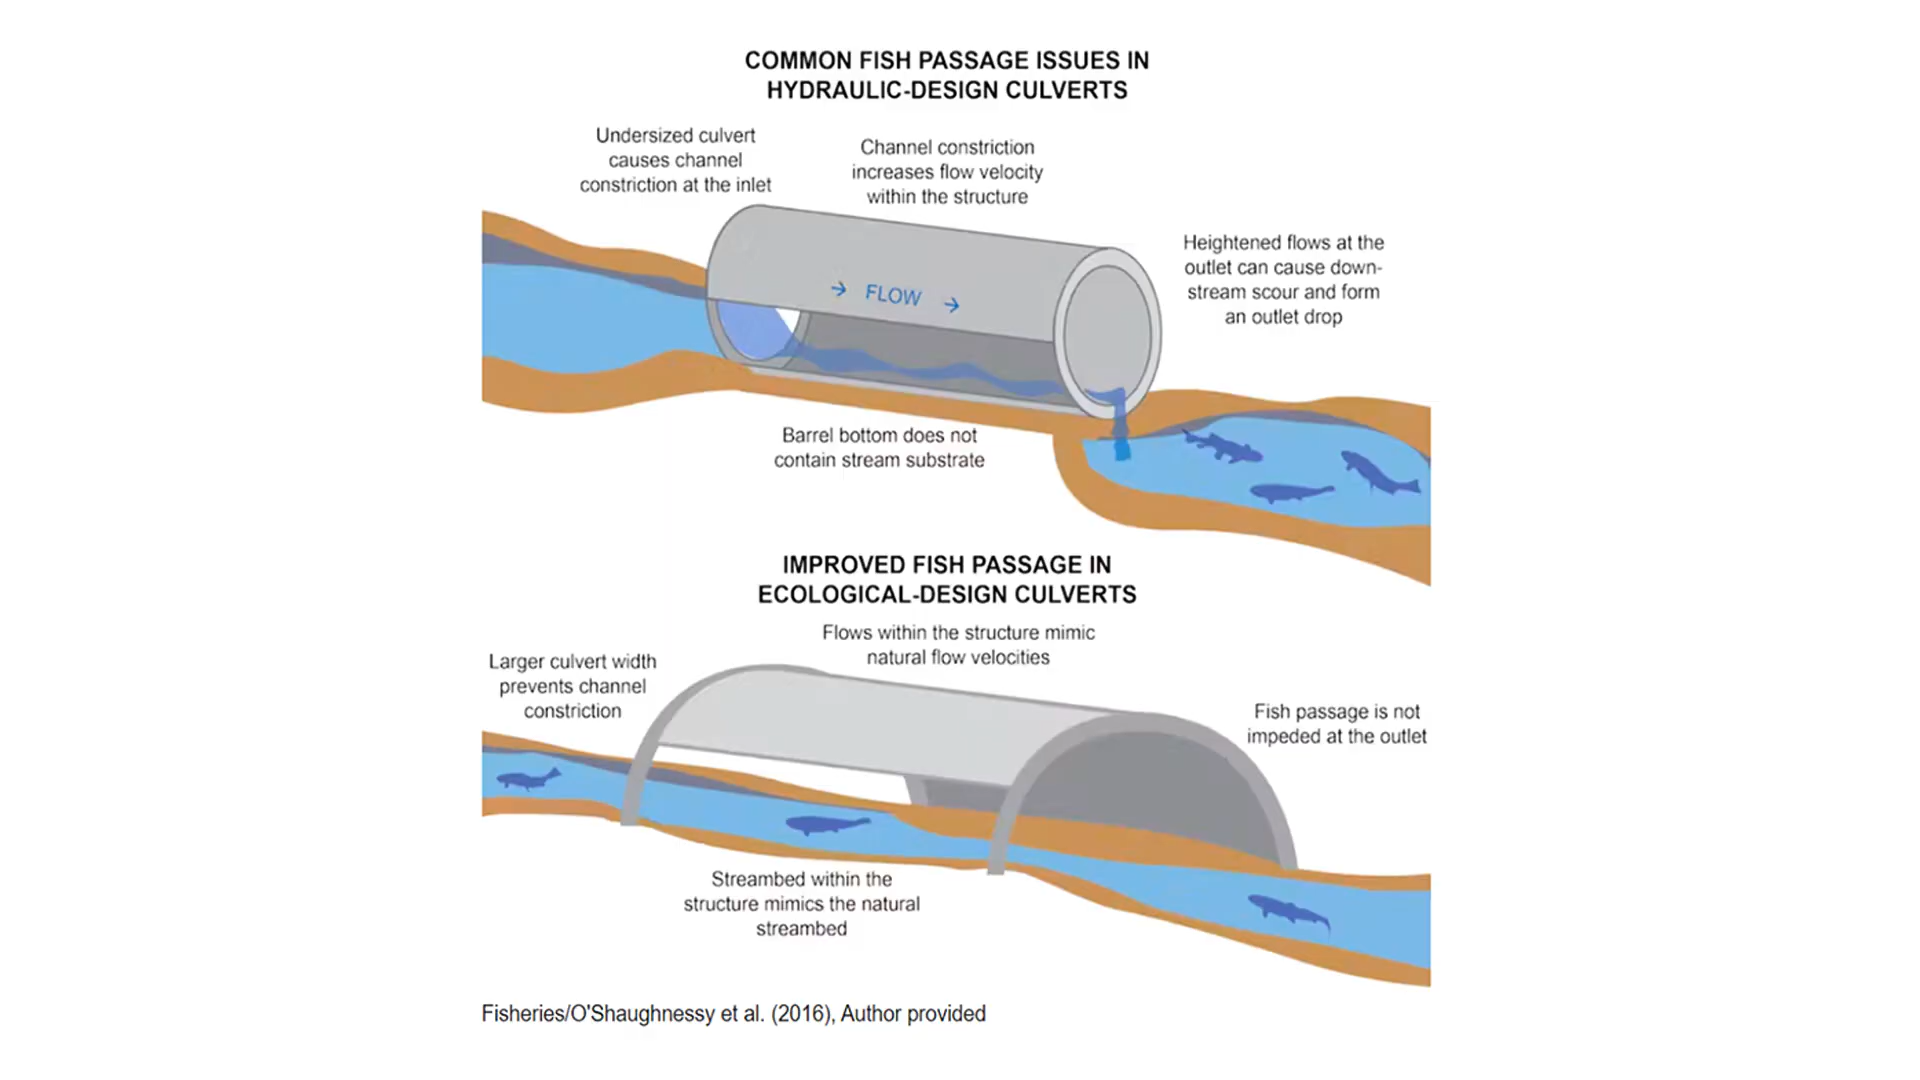 COMMON FISH PASSAGE ISSUES IN
HYDRAULIC-DESIGN CULVERTS
Undersized culvert
causes channel
constriction at the inlet
Channel constriction
increases flow velocity
within the structure
Heightened flows at the
outlet can cause down-
stream scour and form
an outlet drop
→ FLOW →
Barrel bottom does not
contain stream substrate
IMPROVED FISH PASSAGE IN
ECOLOGICAL-DESIGN CULVERTS
Flows within the structure mimic
natural flow velocities
Larger culvert width
prevents channel
constriction
Fish passage is not
impeded at the outlet
Streambed within the
structure mimics the natural
streambed
Fisheries/O'Shaughnessy et al. (2016), Author provided